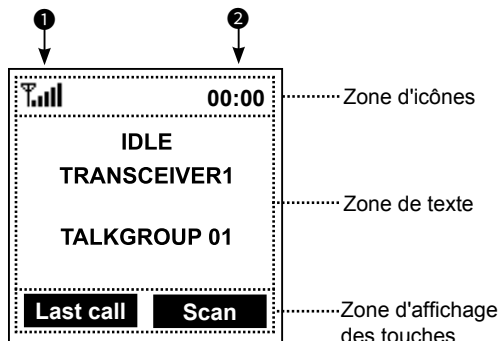 ❶ ❷
00:00
Zone d'icônes
IDLE
TRANSCEIVER1
Zone de texte
TALKGROUP 01
Last call Scan
Zone d'affichage
des touches